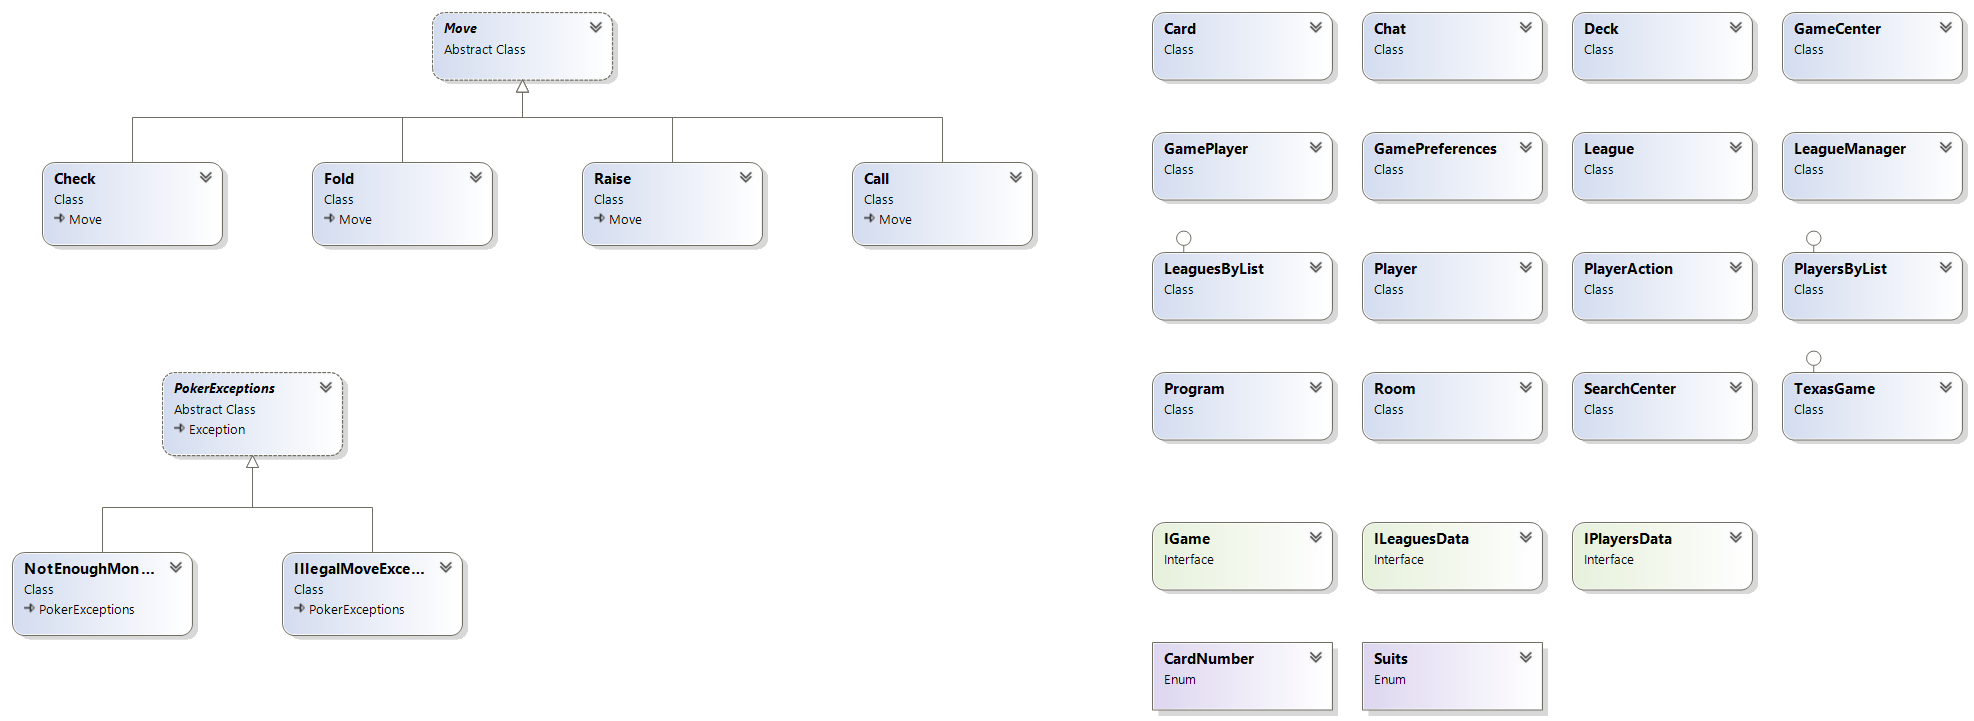 Move
Abstract Class
Check
Class
Move
Fold
Class
Move
Raise
Class
Move
Call
Class
Move
PokerExceptions
Abstract Class
Exception
NotEnoughMon...
Class
PokerExceptions
IllegalMoveExce...
Class
PokerExceptions
Card
Class
Chat
Class
Deck
Class
GameCenter
Class
GamePlayer
Class
GamePreferences
Class
League
Class
LeagueManager
Class
LeaguesByList
Class
Player
Class
PlayerAction
Class
PlayersByList
Class
Program
Class
Room
Class
SearchCenter
Class
TexasGame
Class
IGame
Interface
ILeaguesData
Interface
IPlayersData
Interface
CardNumber
Enum
Suits
Enum